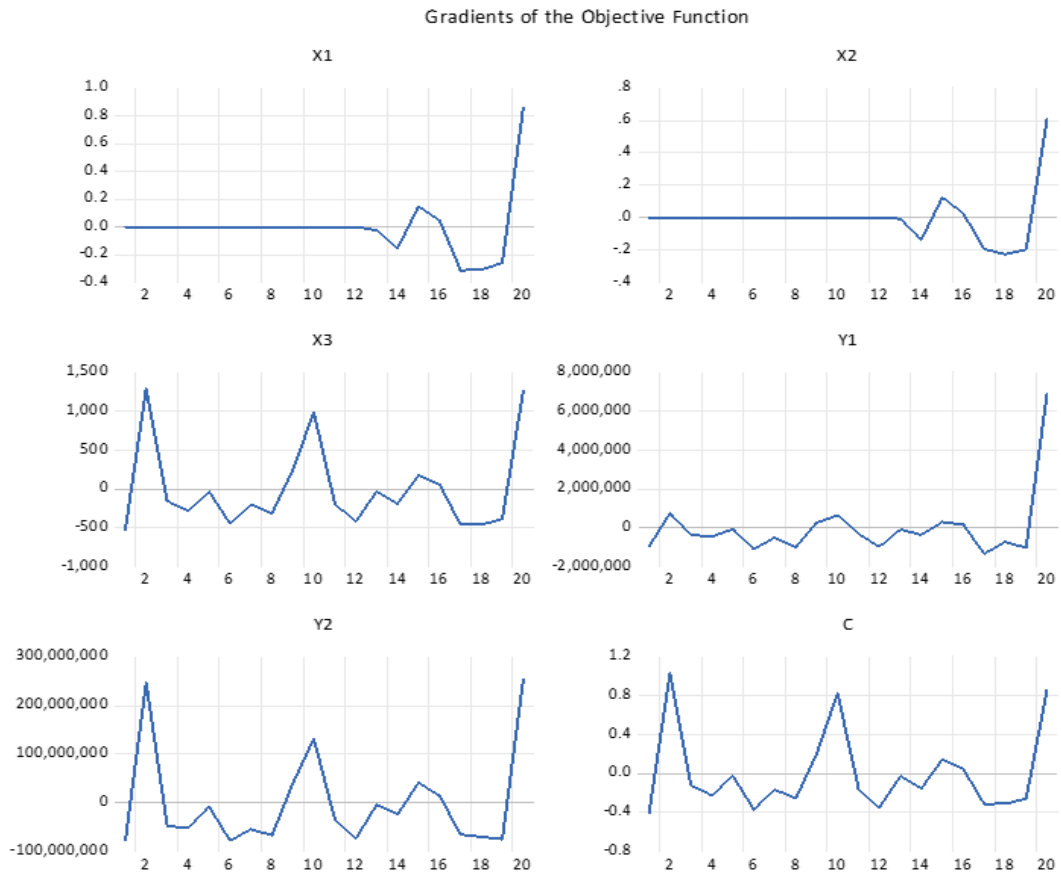 Gradients of the Objective Function
X1
1.0
0.8
0.6
0.4
0.2
0.0
-0.2
-0.4
2 4 6 8 10 12 14 16 18 20
X2
.8
.6
.4
.2
.0
-.2
-.4
2 4 6 8 10 12 14 16 18 20
X3
1,500
1,000
500
0
-500
-1,000
2 4 6 8 10 12 14 16 18 20
Y1
8,000,000
6,000,000
4,000,000
2,000,000
0
-2,000,000
2 4 6 8 10 12 14 16 18 20
Y2
300,000,000
200,000,000
100,000,000
0
-100,000,000
2 4 6 8 10 12 14 16 18 20
C
1.2
0.8
0.4
0.0
-0.4
-0.8
2 4 6 8 10 12 14 16 18 20